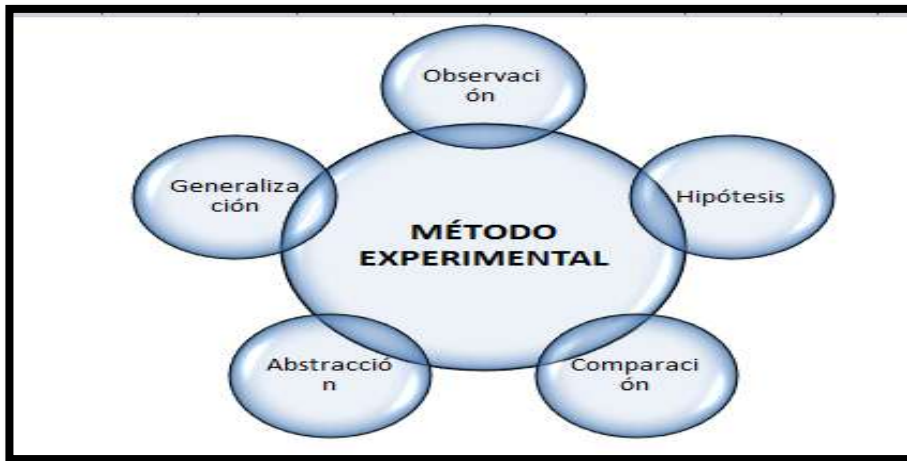 Observaci
ón
Hipótesis
Comparaci
ón
Abstracció
n
Generaliza
ción
MÉTODO
EXPERIMENTAL